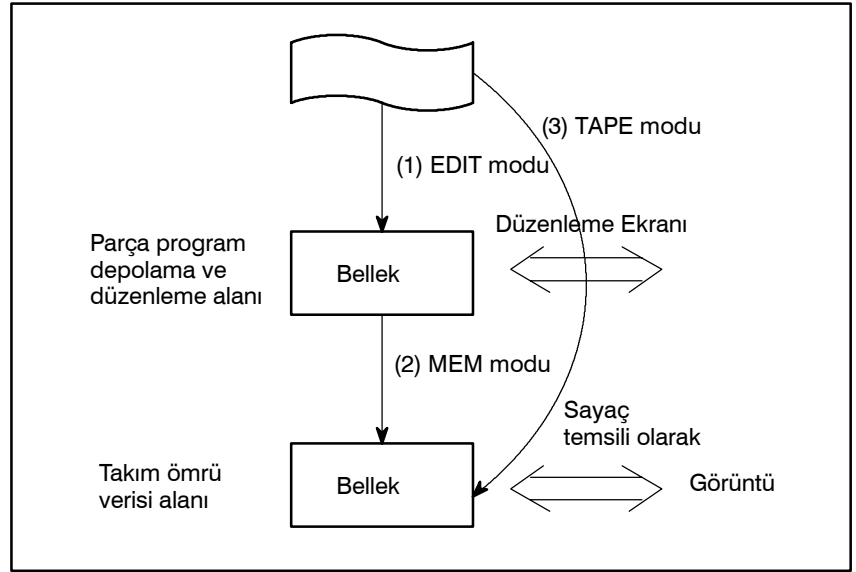 (3) TAPE modu
(1) EDIT modu
Düzenleme Ekranı
Parça program
depolama ve
düzenleme alanı
Bellek
(2) MEM modu
Sayaç
temsili olarak
Takım ömrü
verisi alanı
Bellek
Görüntü